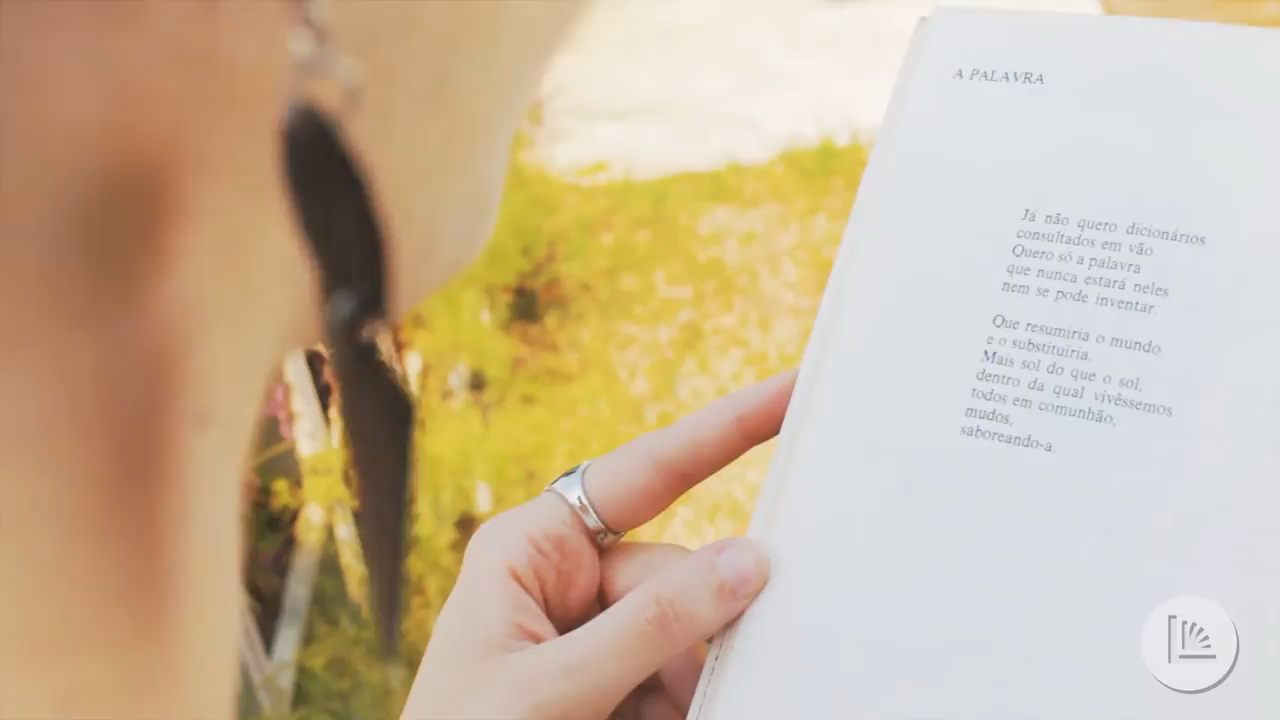 A PALAVRA
Já não quero dicionários
consultados em vão.
Quero só a palavra
que nunca estará neles
nem se pode inventar.
Que resumiria o mundo
e o substituiria.
Mais sol do que o sol,
dentro da qual vivêssemos
todos em comunhão,
mudos,
saboreando-a.